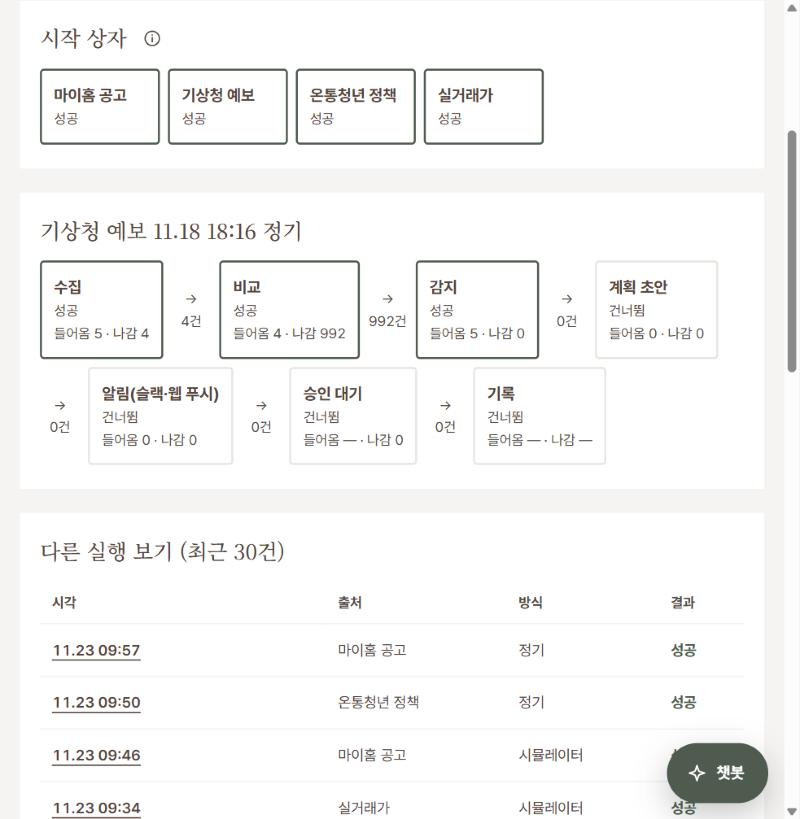 시작 상자
마이홈 공고
성공
기상청 예보
성공
온통청년 정책
성공
실거래가
성공
기상청 예보 11.18 18:16 정기
수집
성공
들어옴 5 · 나감 4
→
4건
비교
성공
들어옴 4 · 나감 992
→
992건
감지
성공
들어옴 5 · 나감 0
→
0건
계획 초안
건너뜀
들어옴 0 · 나감 0
→
0건
알림(슬랙·웹 푸시)
건너뜀
들어옴 0 · 나감 0
→
0건
승인 대기
건너뜀
들어옴 — · 나감 0
→
0건
기록
건너뜀
들어옴 — · 나감 —
다른 실행 보기 (최근 30건)
시각 출처 방식 결과
11.23 09:57 마이홈 공고 정기 성공
11.23 09:50 온통청년 정책 정기 성공
11.23 09:46 마이홈 공고 시뮬레이터
챗봇
11.23 09:34 실거래가 시뮬레이터 성공